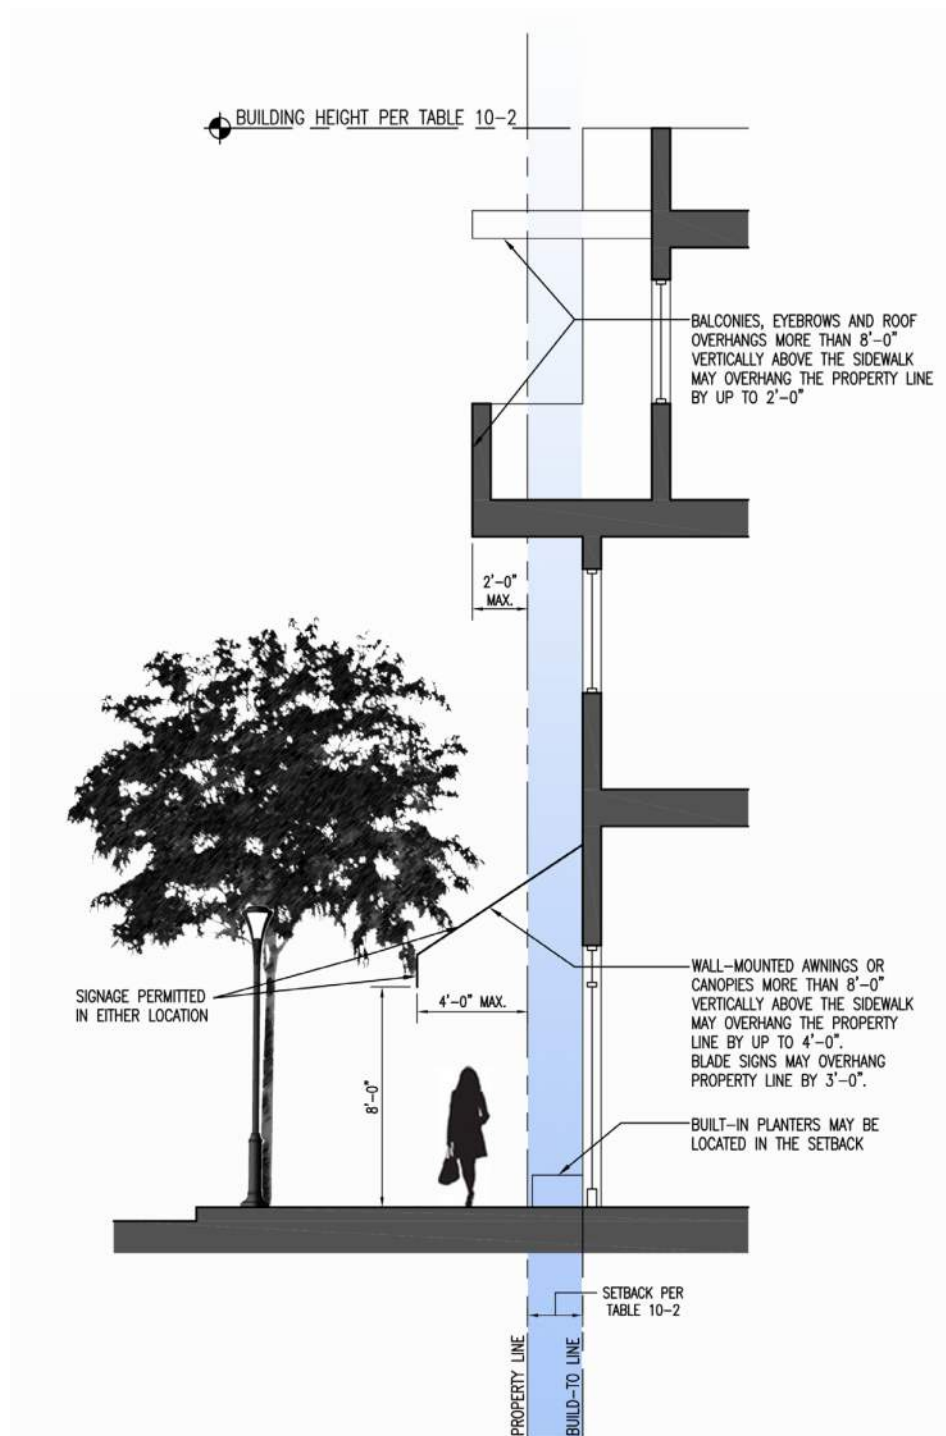 BUILDING HEIGHT PER TABLE 10-2
BALCONIES, EYEBROWS AND ROOF
OVERHANGS MORE THAN 8'-0"
VERTICALLY ABOVE THE SIDEWALK
MAY OVERHANG THE PROPERTY LINE
BY UP TO 2'-0"
2'-0"
MAX.
SIGNAGE PERMITTED
IN EITHER LOCATION
4'-0" MAX.
8'-0"
WALL-MOUNTED AWNINGS OR
CANOPIES MORE THAN 8'-0"
VERTICALLY ABOVE THE SIDEWALK
MAY OVERHANG THE PROPERTY
LINE BY UP TO 4'-0".
BLADE SIGNS MAY OVERHANG
PROPERTY LINE BY 3'-0".
BUILT-IN PLANTERS MAY BE
LOCATED IN THE SETBACK
SETBACK PER
TABLE 10-2
PROPERTY LINE
BUILD-TO LINE